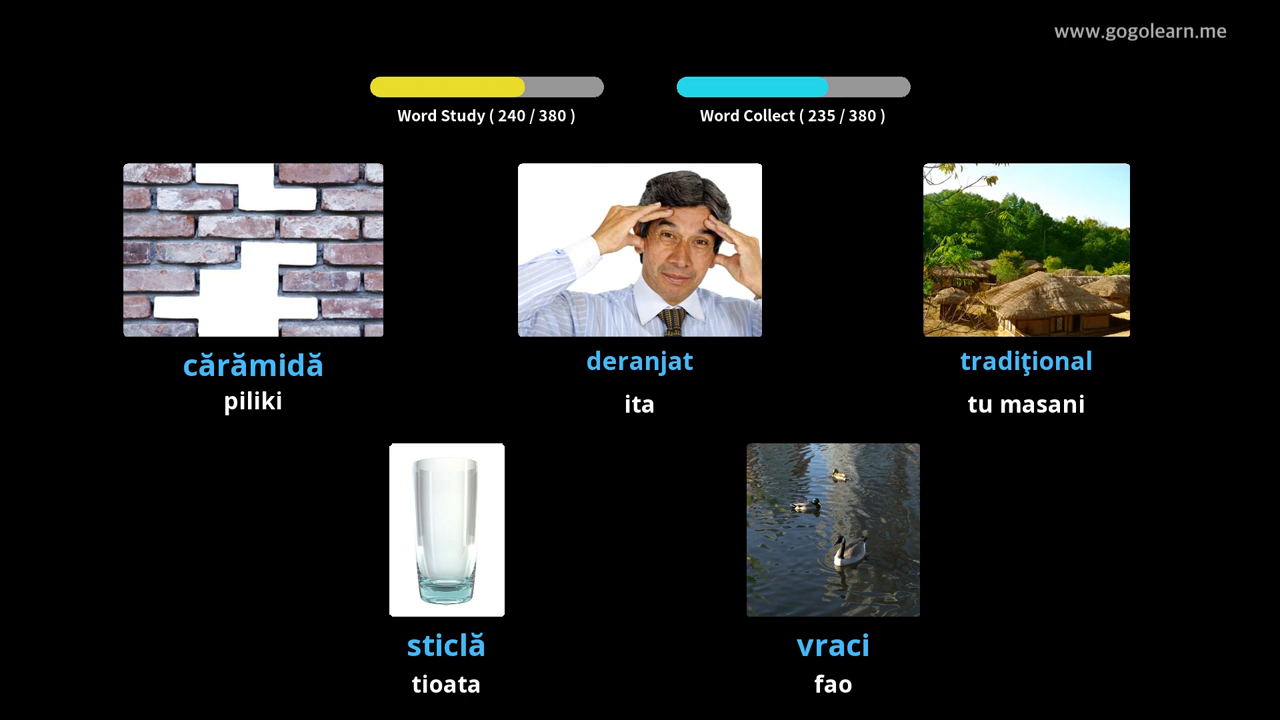 www.gogolearn.me
Word Study ( 240 / 380 )
Word Collect ( 235 / 380 )
cărămidă
piliki
deranjat
ita
tradiţional
tu masani
sticlă
tioata
vraci
fao